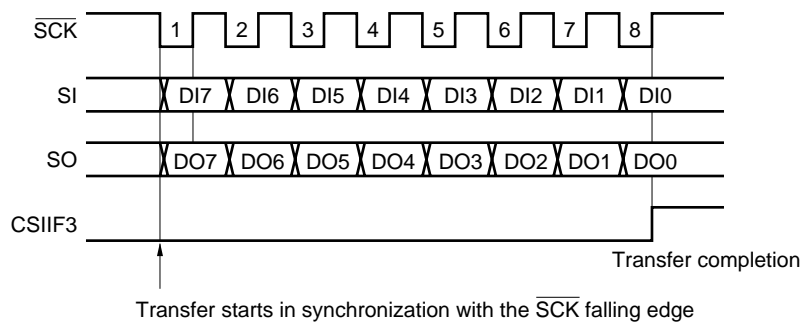 SCK 1 2 3 4 5 6 7 8
SI DI7 DI6 DI5 DI4 DI3 DI2 DI1 DI0
SO DO7 DO6 DO5 DO4 DO3 DO2 DO1 DO0
CSIIF3
Transfer completion
Transfer starts in synchronization with the SCK falling edge